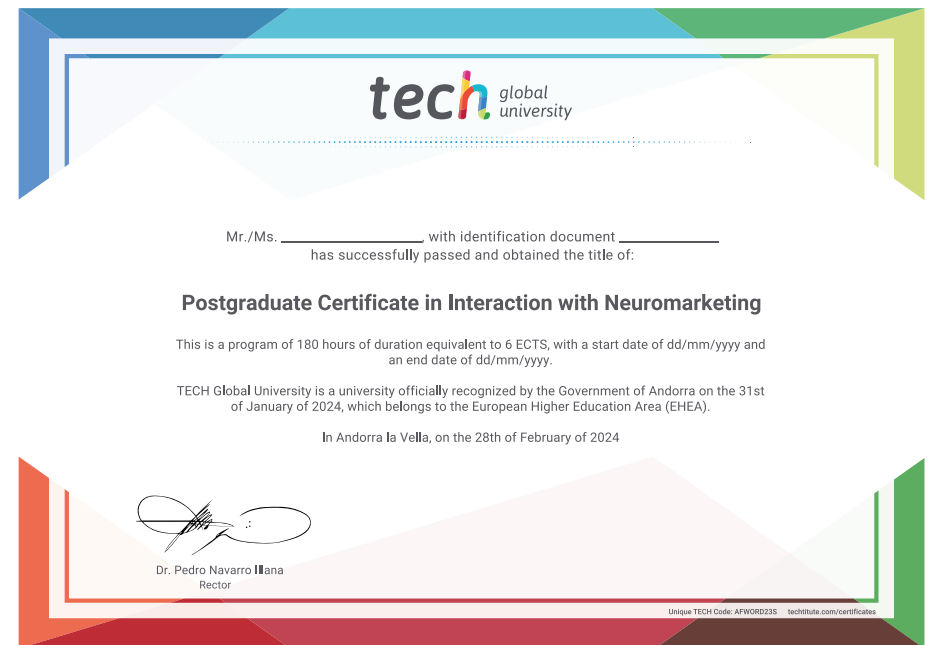 tech global university
Mr./Ms. ________________, with identification document ___________
has successfully passed and obtained the title of:
Postgraduate Certificate in Interaction with Neuromarketing
This is a program of 180 hours of duration equivalent to 6 ECTS, with a start date of dd/mm/yyyy and
an end date of dd/mm/yyyy.
TECH Global University is a university officially recognized by the Government of Andorra on the 31st
of January of 2024, which belongs to the European Higher Education Area (EHEA).
In Andorra la Vella, on the 28th of February of 2024
Dr. Pedro Navarro Illana
Rector
Unique TECH Code: AFWORD23S techtitute.com/certificates